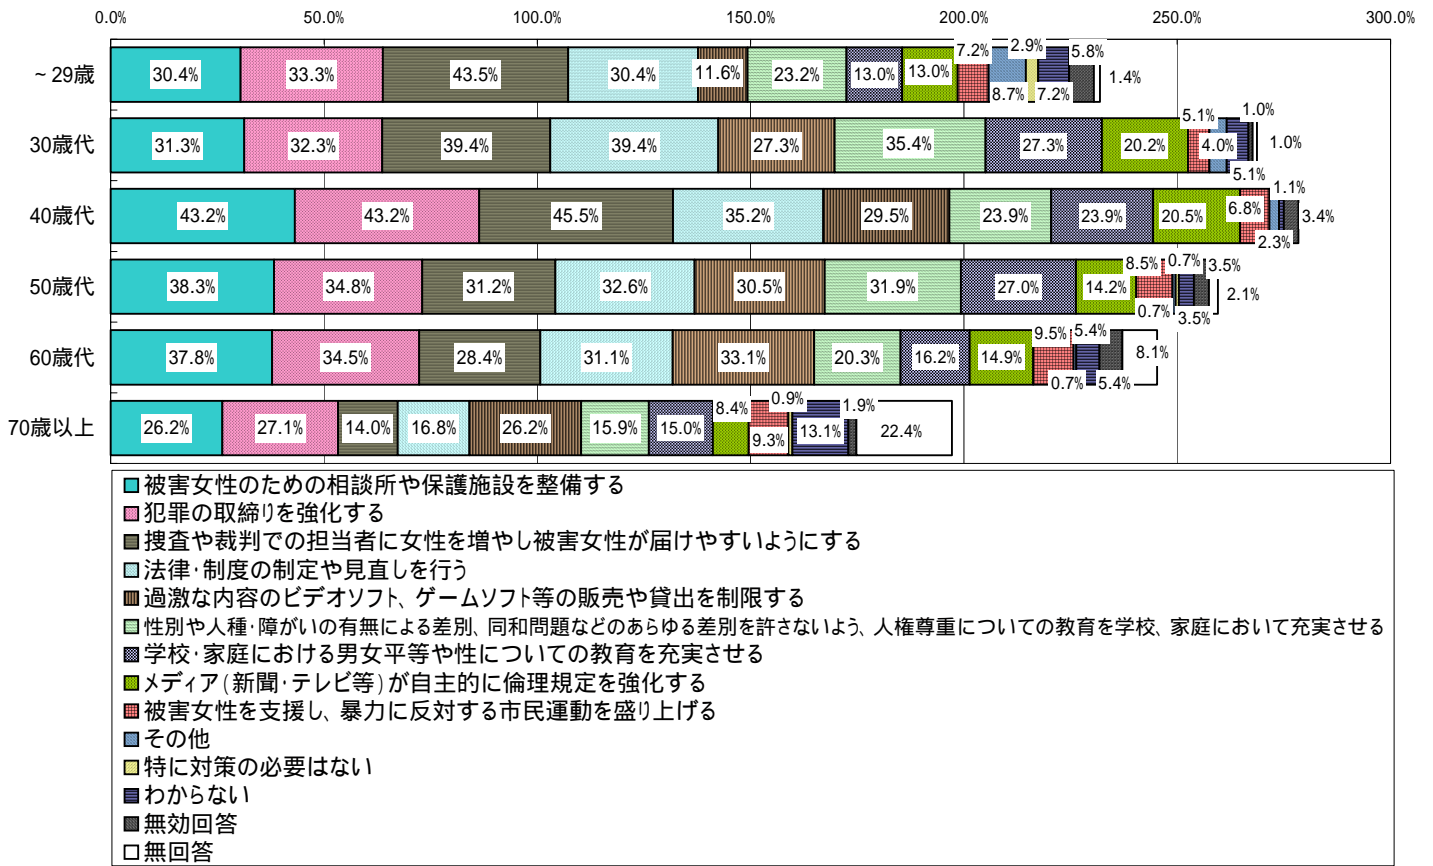 0.0% 50.0% 100.0% 150.0% 200.0% 250.0% 300.0%
~29歳 30.4% 33.3% 43.5% 30.4% 11.6% 23.2% 13.0% 13.0% 7.2% 8.7% 2.9% 7.2% 5.8% 1.4%
30歳代 31.3% 32.3% 39.4% 39.4% 27.3% 35.4% 27.3% 20.2% 5.1% 4.0% 5.1% 1.0% 1.0%
40歳代 43.2% 43.2% 45.5% 35.2% 29.5% 23.9% 23.9% 20.5% 6.8% 2.3% 1.1% 3.4%
50歳代 38.3% 34.8% 31.2% 32.6% 30.5% 31.9% 27.0% 14.2% 8.5% 0.7% 0.7% 3.5% 3.5% 2.1%
60歳代 37.8% 34.5% 28.4% 31.1% 33.1% 20.3% 16.2% 14.9% 9.5% 0.7% 5.4% 5.4% 8.1%
70歳以上 26.2% 27.1% 14.0% 16.8% 26.2% 15.9% 15.0% 8.4% 9.3% 0.9% 13.1% 1.9% 22.4%
被害女性のための相談所や保護施設を整備する
犯罪の取締りを強化する
捜査や裁判での担当者に女性を増やし被害女性が届けやすいようにする
法律・制度の制定や見直しを行う
過激な内容のビデオソフト、ゲームソフト等の販売や貸出を制限する
性別や人種・障がいの有無による差別、同和問題などのあらゆる差別を許さないよう、人権尊重についての教育を学校、家庭において充実させる
学校・家庭における男女平等や性についての教育を充実させる
メディア(新聞・テレビ等)が自主的に倫理規定を強化する
被害女性を支援し、暴力に反対する市民運動を盛り上げる
その他
特に対策の必要はない
わからない
無効回答
無回答